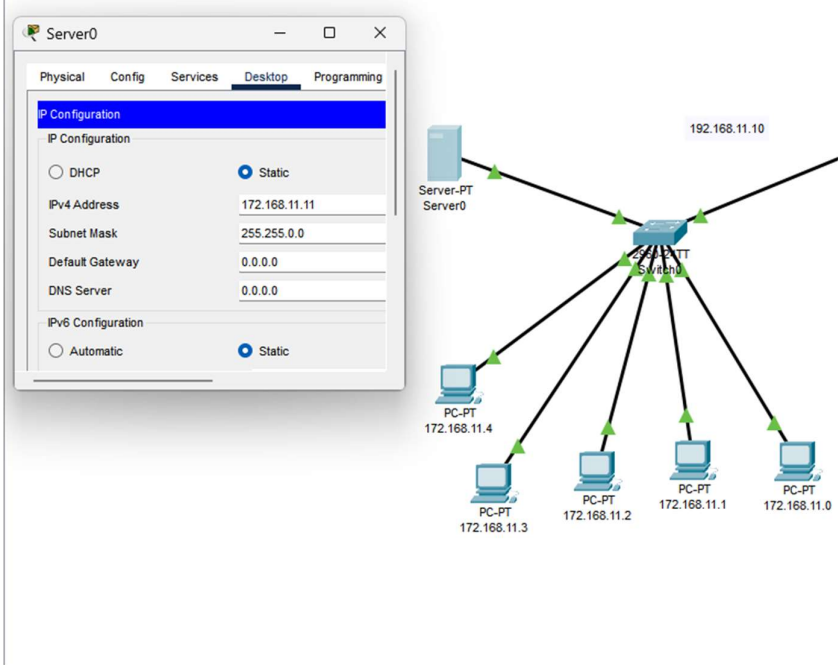 Server0
Physical Config Services Desktop Programming
IP Configuration
IP Configuration
DHCP Static
IPv4 Address 172.168.11.11
Subnet Mask 255.255.0.0
Default Gateway 0.0.0.0
DNS Server 0.0.0.0
IPv6 Configuration
Automatic Static
192.168.11.10
Server-PT
Server0
2960-24TT
Switch0
PC-PT
172.168.11.4
PC-PT
172.168.11.3
PC-PT
172.168.11.2
PC-PT
172.168.11.1
PC-PT
172.168.11.0